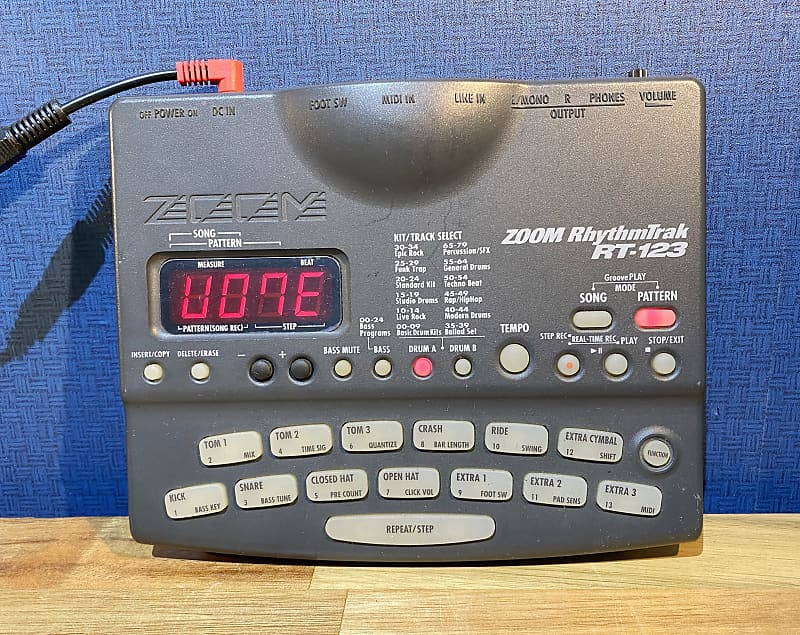 OFF POWER ON DC IN FOOT SW MIDI IN LINE IN L/MONO R PHONES VOLUME
OUTPUT
ZOOM
SONG
PATTERN
MEASURE BEAT
U07E
PATTERN(SONG REC) STEP
KIT/TRACK SELECT
30-34 65-79
Epic Rock Percussion/SFX
25-29 55-64
Funk Trap General Drums
20-24 50-54
Standard Kit Techno Beat
15-19 45-49
Studio Drums Rap/HipHop
10-14 40-44
Live Rock Modern Drums
00-24 00-09 35-39
Bass Basic Drum Kits Ballad Set
Programs
ZOOM RhythmTrak
RT-123
GroovePLAY
MODE
SONG PATTERN
TEMPO
STEP REC REAL-TIME REC PLAY STOP/EXIT
INSERT/COPY DELETE/ERASE − + BASS MUTE BASS DRUM A DRUM B
TOM 1 TOM 2 TOM 3 CRASH RIDE EXTRA CYMBAL
2 MIX 4 TIME SIG 6 QUANTIZE 8 BAR LENGTH 10 SWING 12 SHIFT
FUNCTION
KICK SNARE CLOSED HAT OPEN HAT EXTRA 1 EXTRA 2 EXTRA 3
1 BASS KEY 3 BASS TUNE 5 PRE COUNT 7 CLICK VOL 9 FOOT SW 11 PAD SENS 13 MIDI
REPEAT/STEP